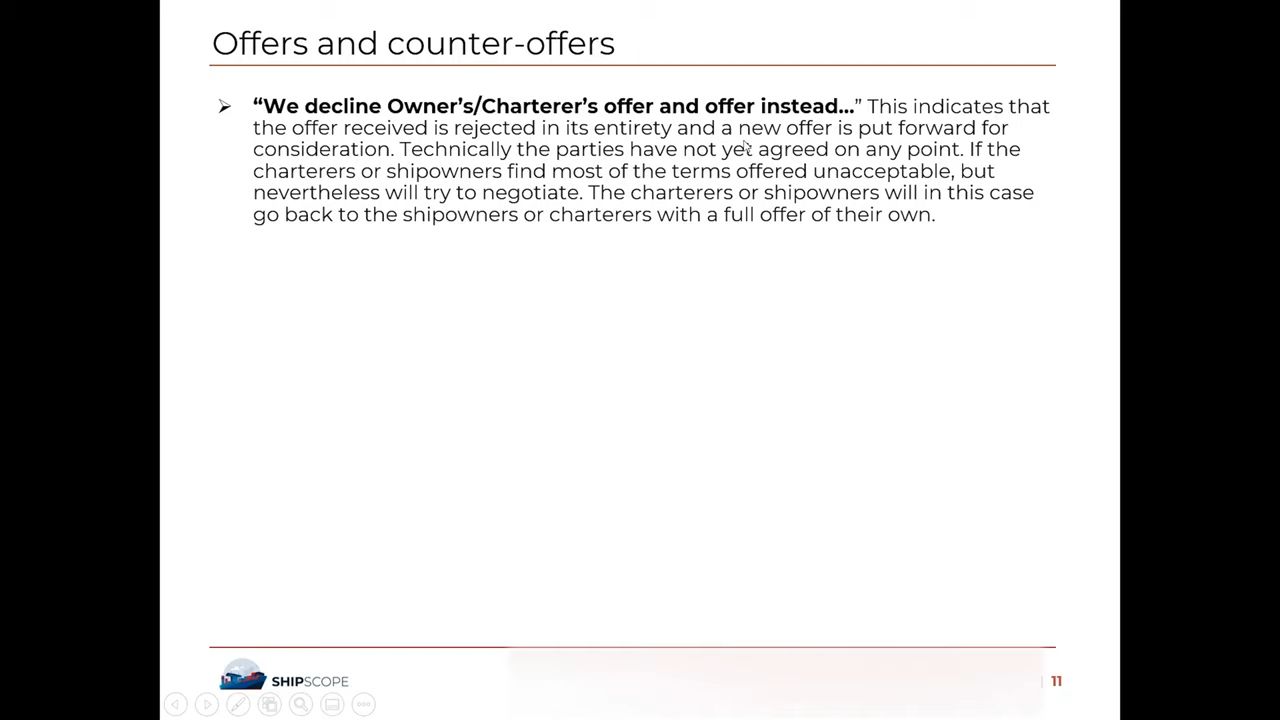 Offers and counter-offers
“We decline Owner’s/Charterer’s offer and offer instead…” This indicates that
the offer received is rejected in its entirety and a new offer is put forward for
consideration. Technically the parties have not yet agreed on any point. If the
charterers or shipowners find most of the terms offered unacceptable, but
nevertheless will try to negotiate. The charterers or shipowners will in this case
go back to the shipowners or charterers with a full offer of their own.
SHIPSCOPE
11